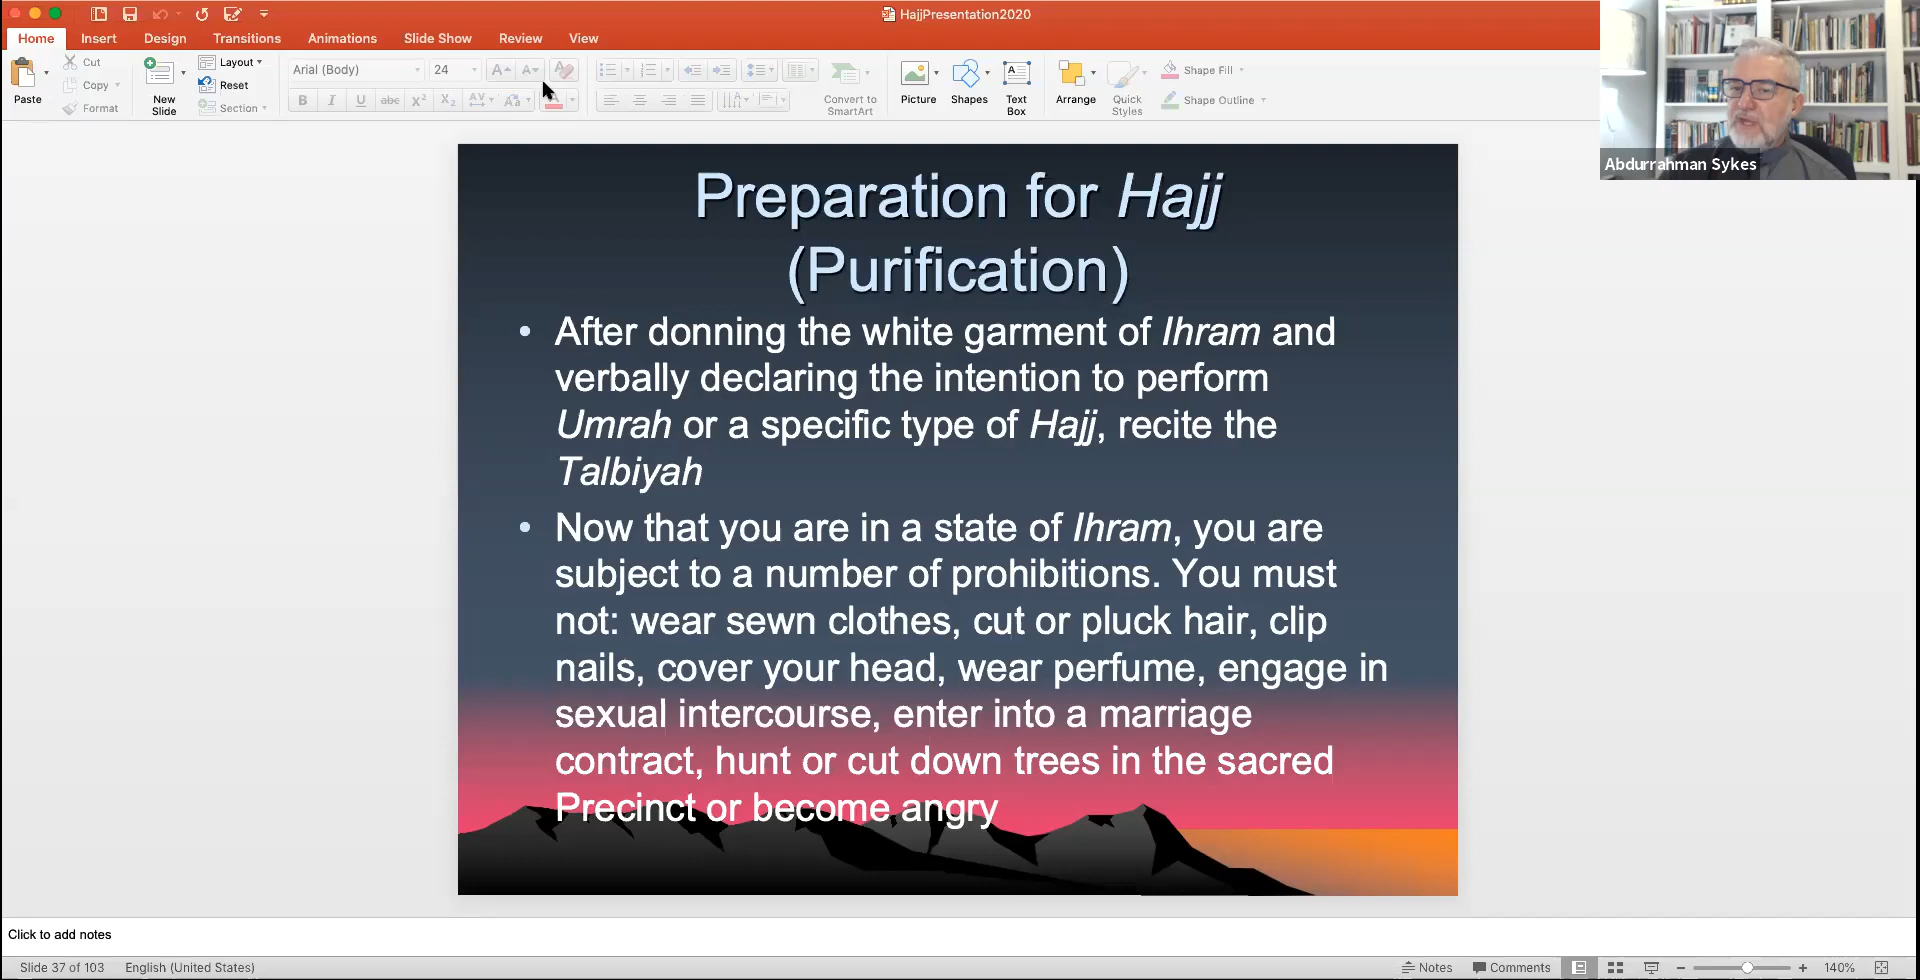 HajjPresentation2020
Home Insert Design Transitions Animations Slide Show Review View
Paste
Cut
Copy
Format
New
Slide
Layout
Reset
Section
Arial (Body) 24
A A A
B I U abc X² X₂ AV Aa A
Convert to
SmartArt
Picture
Shapes
Text
Box
Arrange
Quick
Styles
Shape Fill
Shape Outline
Abdurrahman Sykes
Preparation for Hajj
(Purification)
• After donning the white garment of Ihram and
verbally declaring the intention to perform
Umrah or a specific type of Hajj, recite the
Talbiyah
• Now that you are in a state of Ihram, you are
subject to a number of prohibitions. You must
not: wear sewn clothes, cut or pluck hair, clip
nails, cover your head, wear perfume, engage in
sexual intercourse, enter into a marriage
contract, hunt or cut down trees in the sacred
Precinct or become angry
Click to add notes
Slide 37 of 103 English (United States) Notes Comments 140%